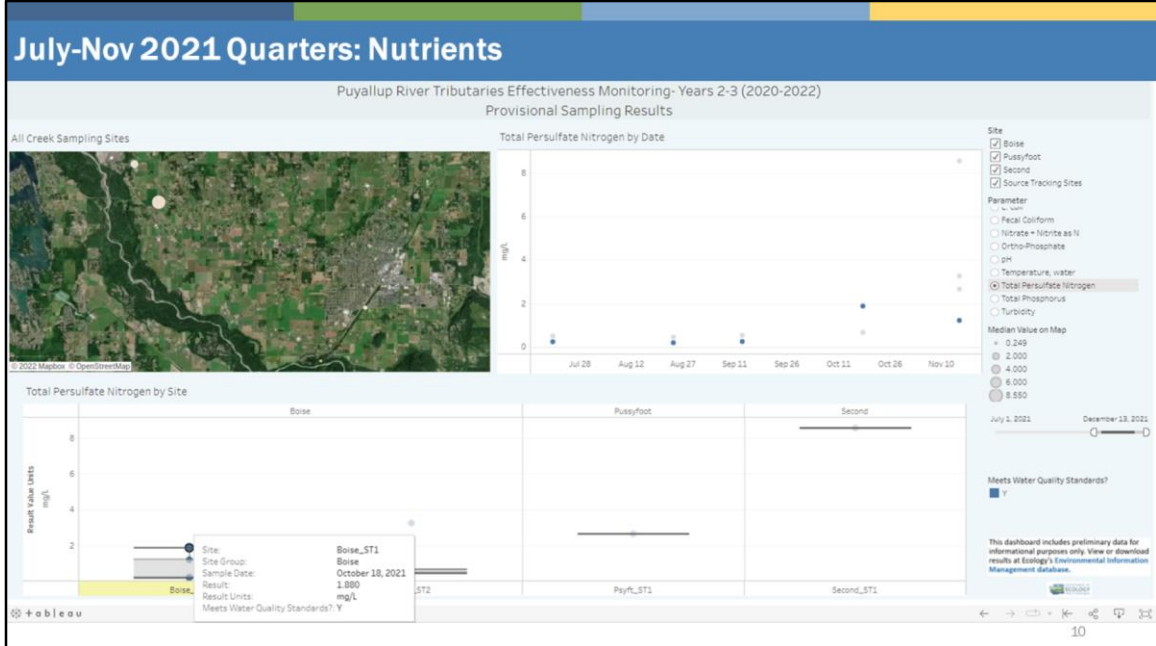 July-Nov 2021 Quarters: Nutrients
Puyallup River Tributaries Effectiveness Monitoring- Years 2-3 (2020-2022)
Provisional Sampling Results
All Creek Sampling Sites
© 2022 Mapbox © OpenStreetMap
Total Persulfate Nitrogen by Date
8
6
4
2
0
mg/L
Jul 28 Aug 12 Aug 27 Sep 11 Sep 26 Oct 11 Oct 26 Nov 10
Site
Boise
Pussyfoot
Second
Source Tracking Sites
Parameter
Fecal Coliform
Nitrate + Nitrite as N
Ortho-Phosphate
pH
Temperature, water
Total Persulfate Nitrogen
Total Phosphorus
Turbidity
Median Value on Map
0.249
2.000
4.000
6.000
8.550
July 1, 2021 December 13, 2021
Meets Water Quality Standards?
Y
This dashboard includes preliminary data for
informational purposes only. View or download
results at Ecology's Environmental Information
Management database.
ECOLOGY
Total Persulfate Nitrogen by Site
Boise Pussyfoot Second
Result Value Units
mg/L
8
6
4
2
Site: Boise_ST1
Site Group: Boise
Sample Date: October 18, 2021
Result: 1.880
Result Units: mg/L
Meets Water Quality Standards?: Y
Boise_ _ST2 Psyft_ST1 Second_ST1
+ a b l e a u
10